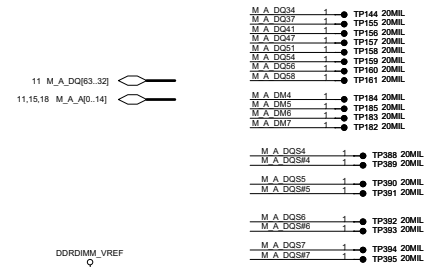 M_A_DQ34 1 TP144 20MIL
M_A_DQ37 1 TP155 20MIL
M_A_DQ41 1 TP156 20MIL
M_A_DQ47 1 TP157 20MIL
M_A_DQ51 1 TP158 20MIL
M_A_DQ54 1 TP159 20MIL
M_A_DQ56 1 TP160 20MIL
M_A_DQ58 1 TP161 20MIL
11 M_A_DQ[63..32]
11,15,18 M_A_A[0..14]
M_A_DM4 1 TP184 20MIL
M_A_DM5 1 TP185 20MIL
M_A_DM6 1 TP183 20MIL
M_A_DM7 1 TP182 20MIL
M_A_DQS4 1 TP388 20MIL
M_A_DQS#4 1 TP389 20MIL
M_A_DQS5 1 TP390 20MIL
M_A_DQS#5 1 TP391 20MIL
M_A_DQS6 1 TP392 20MIL
M_A_DQS#6 1 TP393 20MIL
M_A_DQS7 1 TP394 20MIL
M_A_DQS#7 1 TP395 20MIL
DDRDIMM_VREF